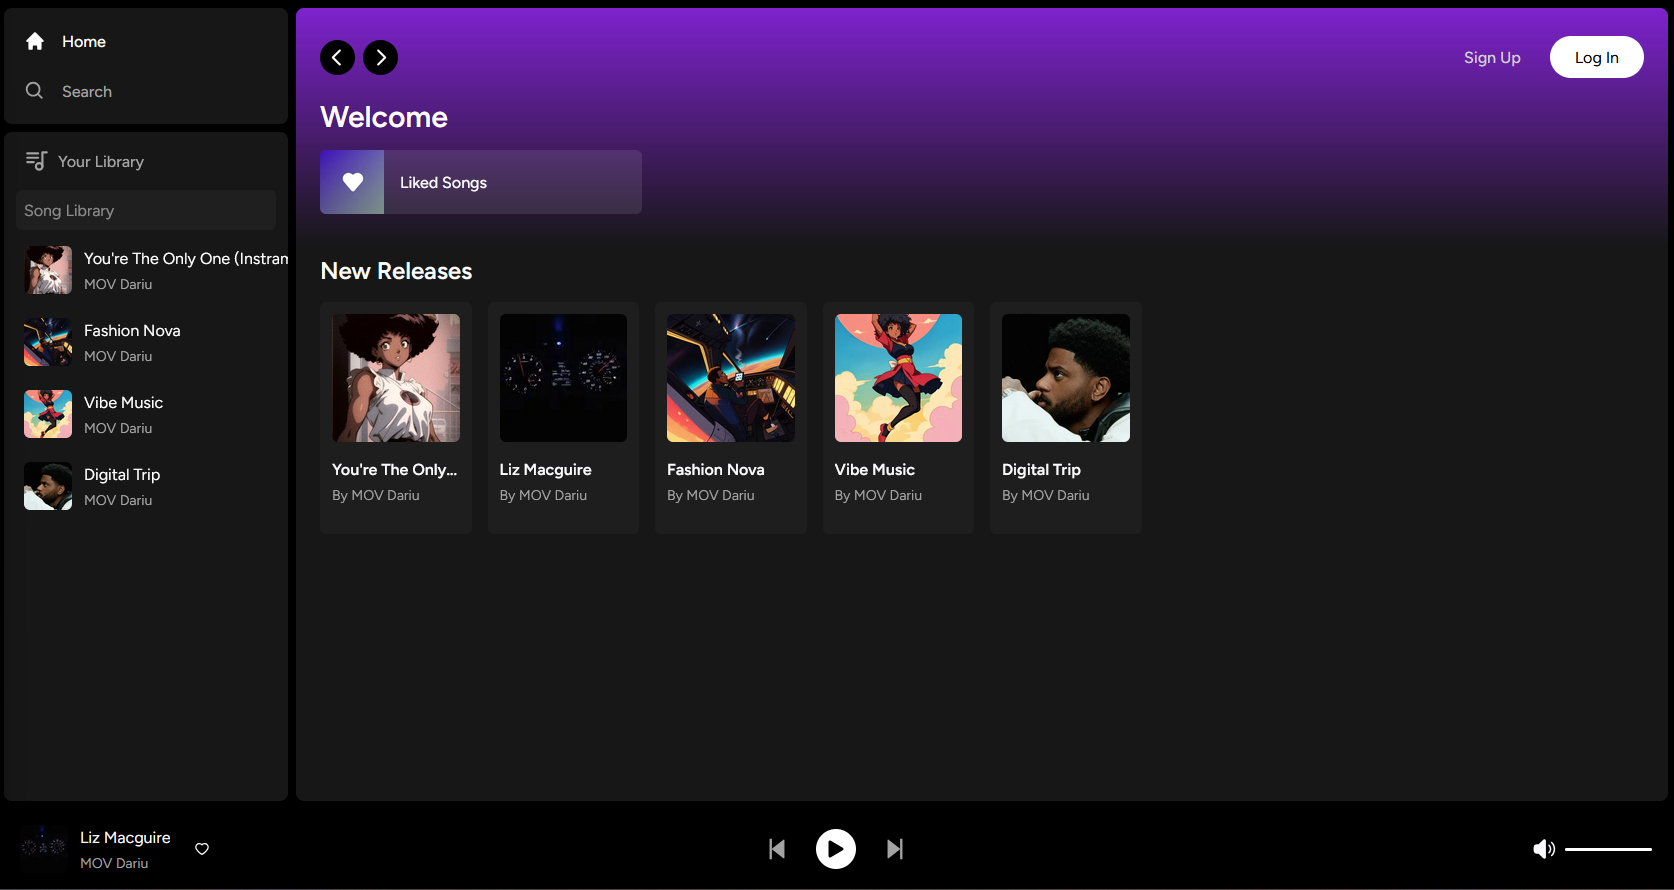 Home
Search
Your Library
Song Library
You're The Only One (Instram
MOV Dariu
Fashion Nova
MOV Dariu
Vibe Music
MOV Dariu
Digital Trip
MOV Dariu
Sign Up
Log In
Welcome
Liked Songs
New Releases
You're The Only...
By MOV Dariu
Liz Macguire
By MOV Dariu
Fashion Nova
By MOV Dariu
Vibe Music
By MOV Dariu
Digital Trip
By MOV Dariu
Liz Macguire
MOV Dariu